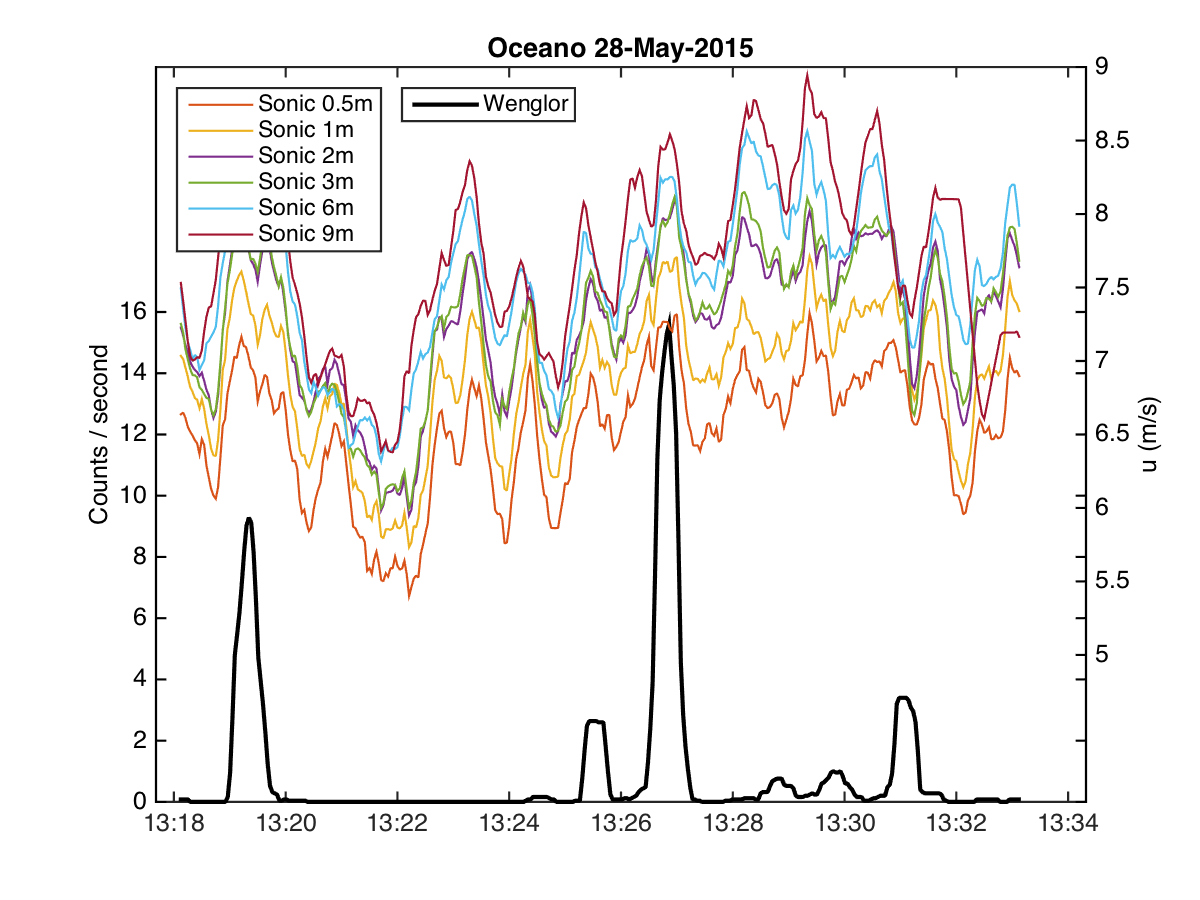 Oceano 28-May-2015
Sonic 0.5m
Sonic 1m
Sonic 2m
Sonic 3m
Sonic 6m
Sonic 9m
Wenglor
Counts / second
16
14
12
10
8
6
4
2
0
9
8.5
8
7.5
7
6.5
6
5.5
5
u (m/s)
13:18 13:20 13:22 13:24 13:26 13:28 13:30 13:32 13:34